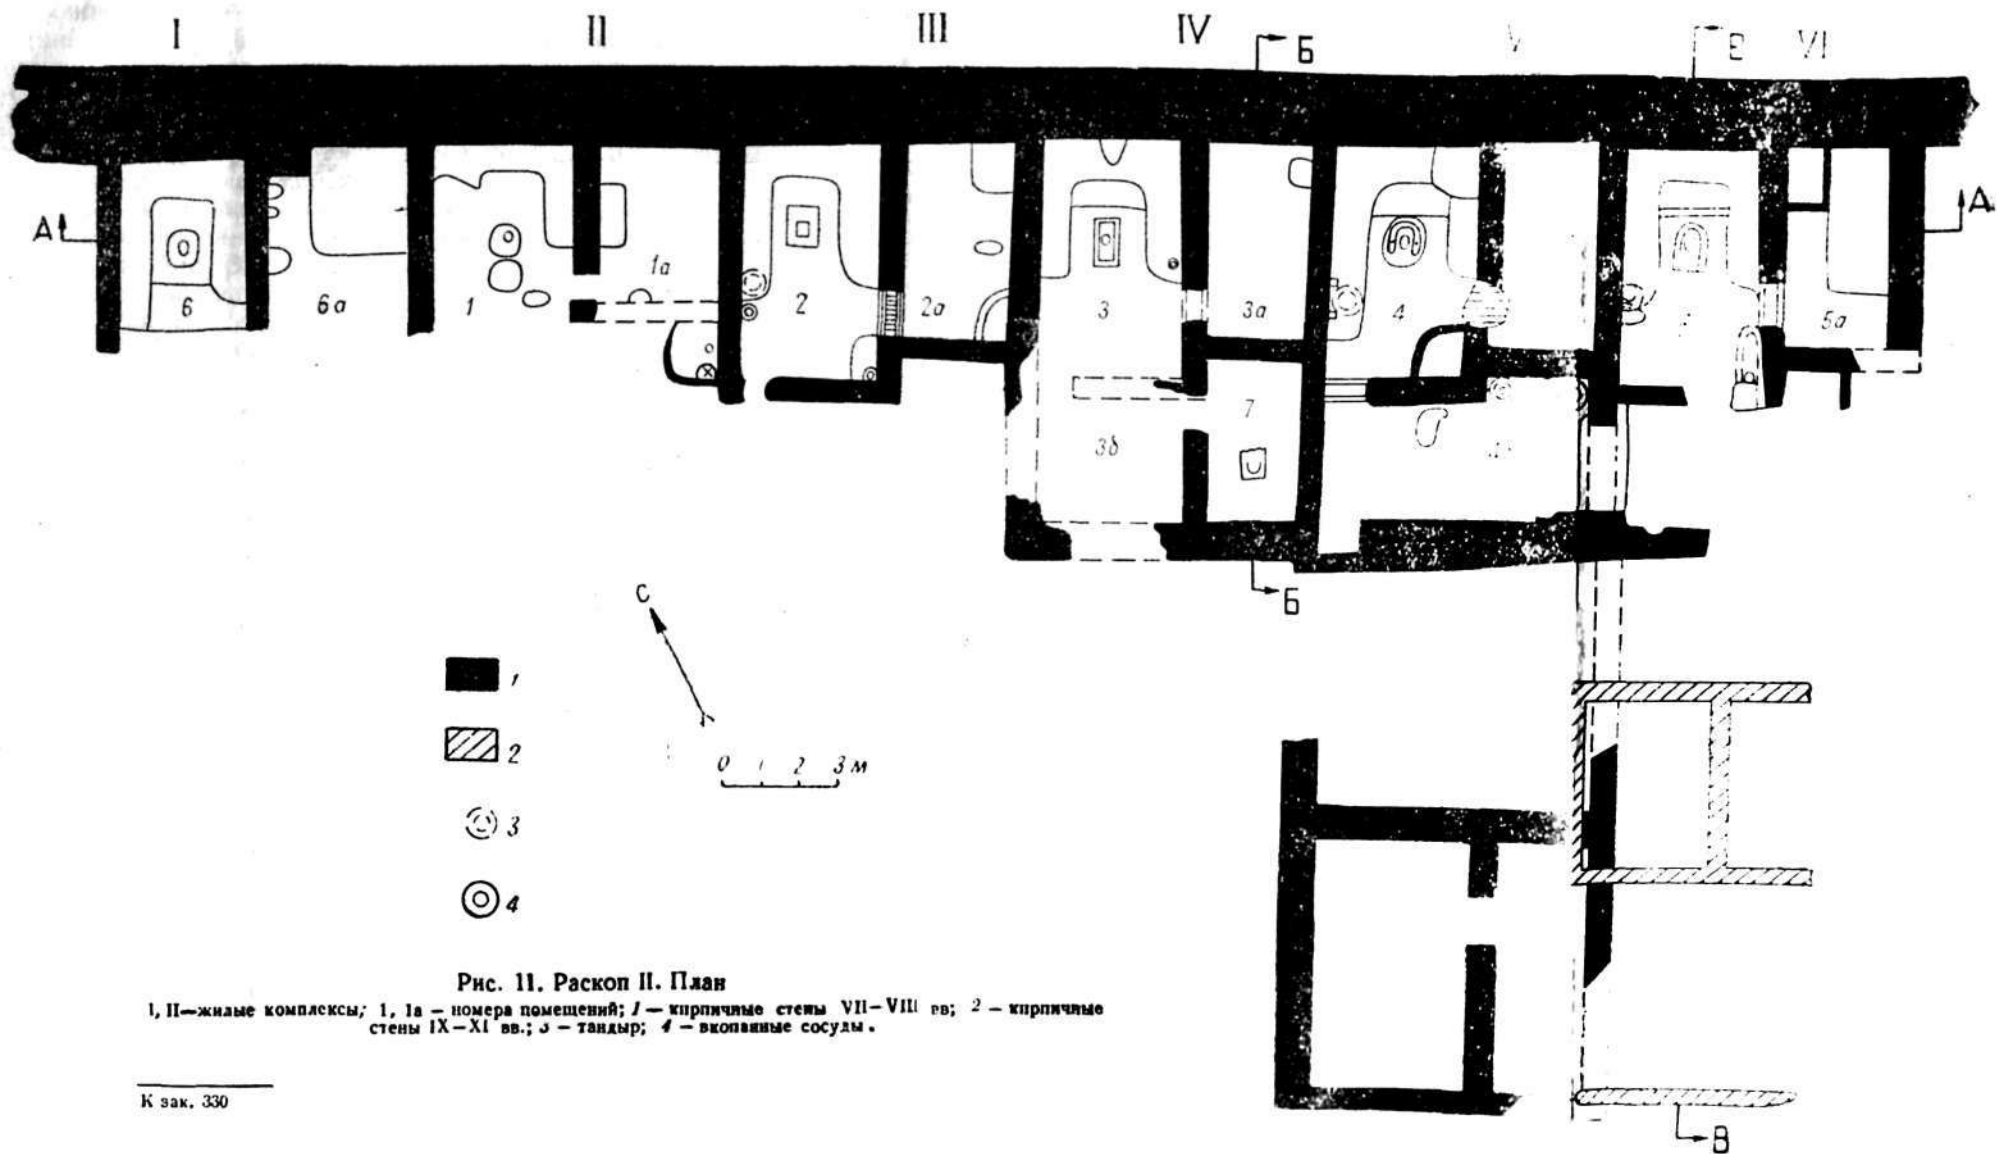 I II III IV Б V В VI
А А
6 6а 1 1а 2 2а 3 3а 4 5а
7
3б
Б
С
1
2
0 1 2 3 м
3
4
Рис. 11. Раскоп II. План
I, II—жилые комплексы; 1, 1а — номера помещений; 1 — кирпичные стены VII—VIII вв; 2 — кирпичные
стены IX—XI вв.; 3 — тандыр; 4 — вкопанные сосуды.
К зак. 330
В